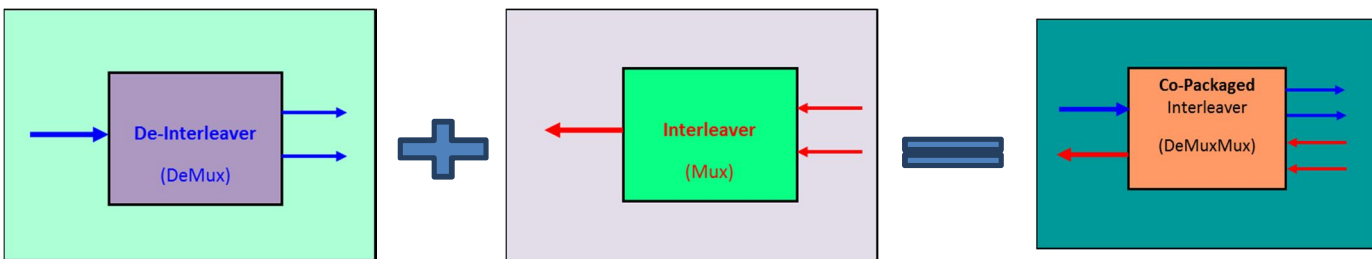 De-Interleaver
(DeMux)
Interleaver
(Mux)
Co-Packaged
Interleaver
(DeMuxMux)